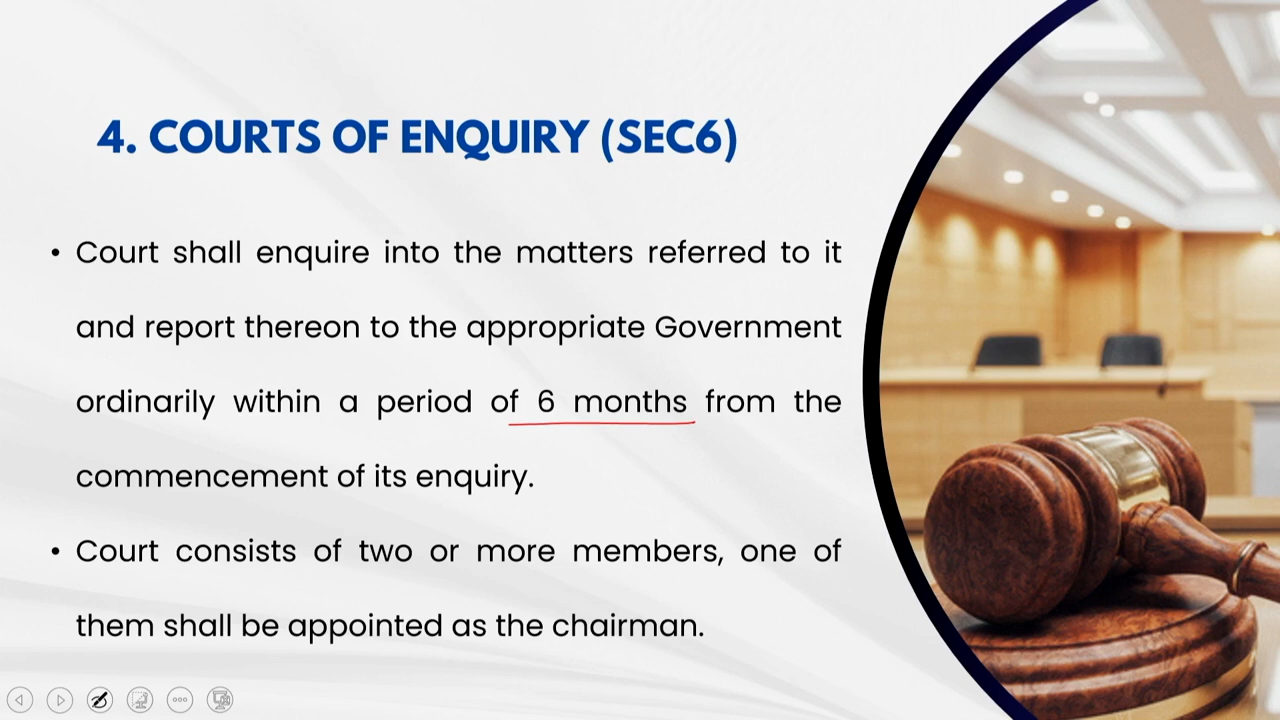 4. COURTS OF ENQUIRY (SEC6)
• Court shall enquire into the matters referred to it
and report thereon to the appropriate Government
ordinarily within a period of 6 months from the
commencement of its enquiry.
• Court consists of two or more members, one of
them shall be appointed as the chairman.